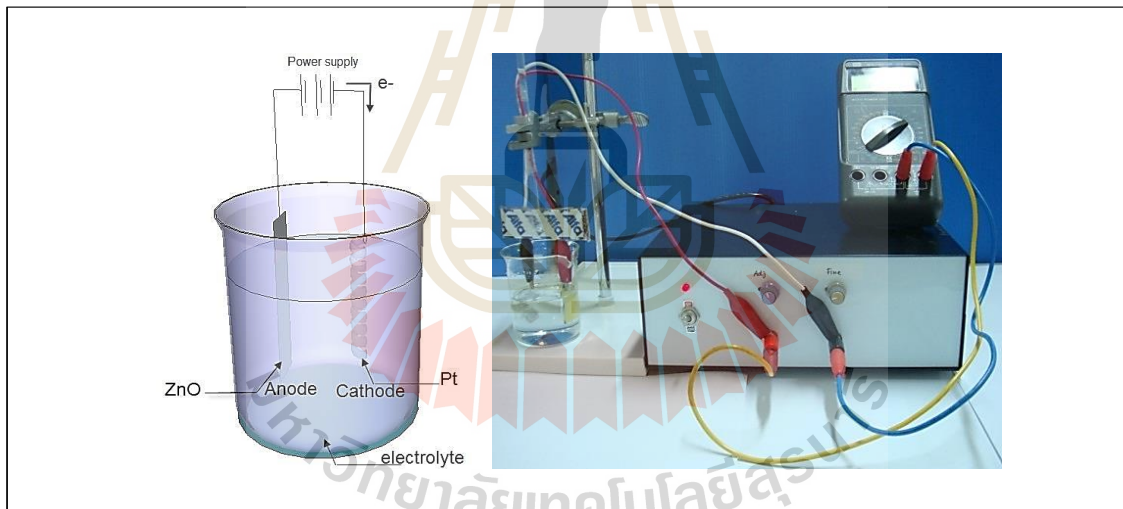 Power supply
e-
ZnO
Anode
Cathode
Pt
electrolyte
Adj
Fine
มหาวิทยาลัยเทคโนโลยีสุรนารี